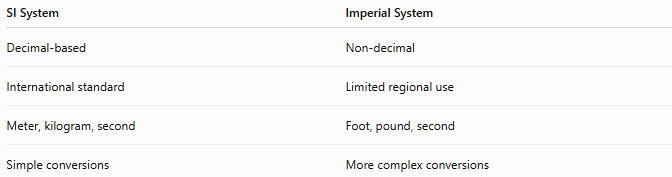 SI System Imperial System
Decimal-based Non-decimal
International standard Limited regional use
Meter, kilogram, second Foot, pound, second
Simple conversions More complex conversions